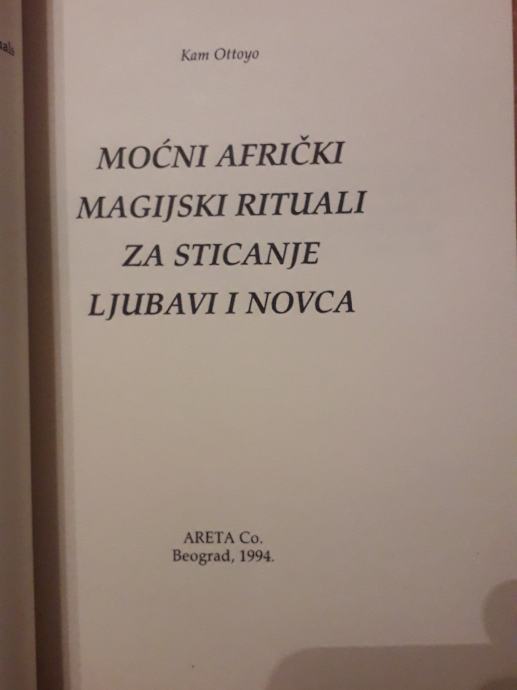 Kam Ottoyo
MOĆNI AFRIČKI
MAGIJSKI RITUALI
ZA STICANJE
LJUBAVI I NOVCA
ARETA Co.
Beograd, 1994.